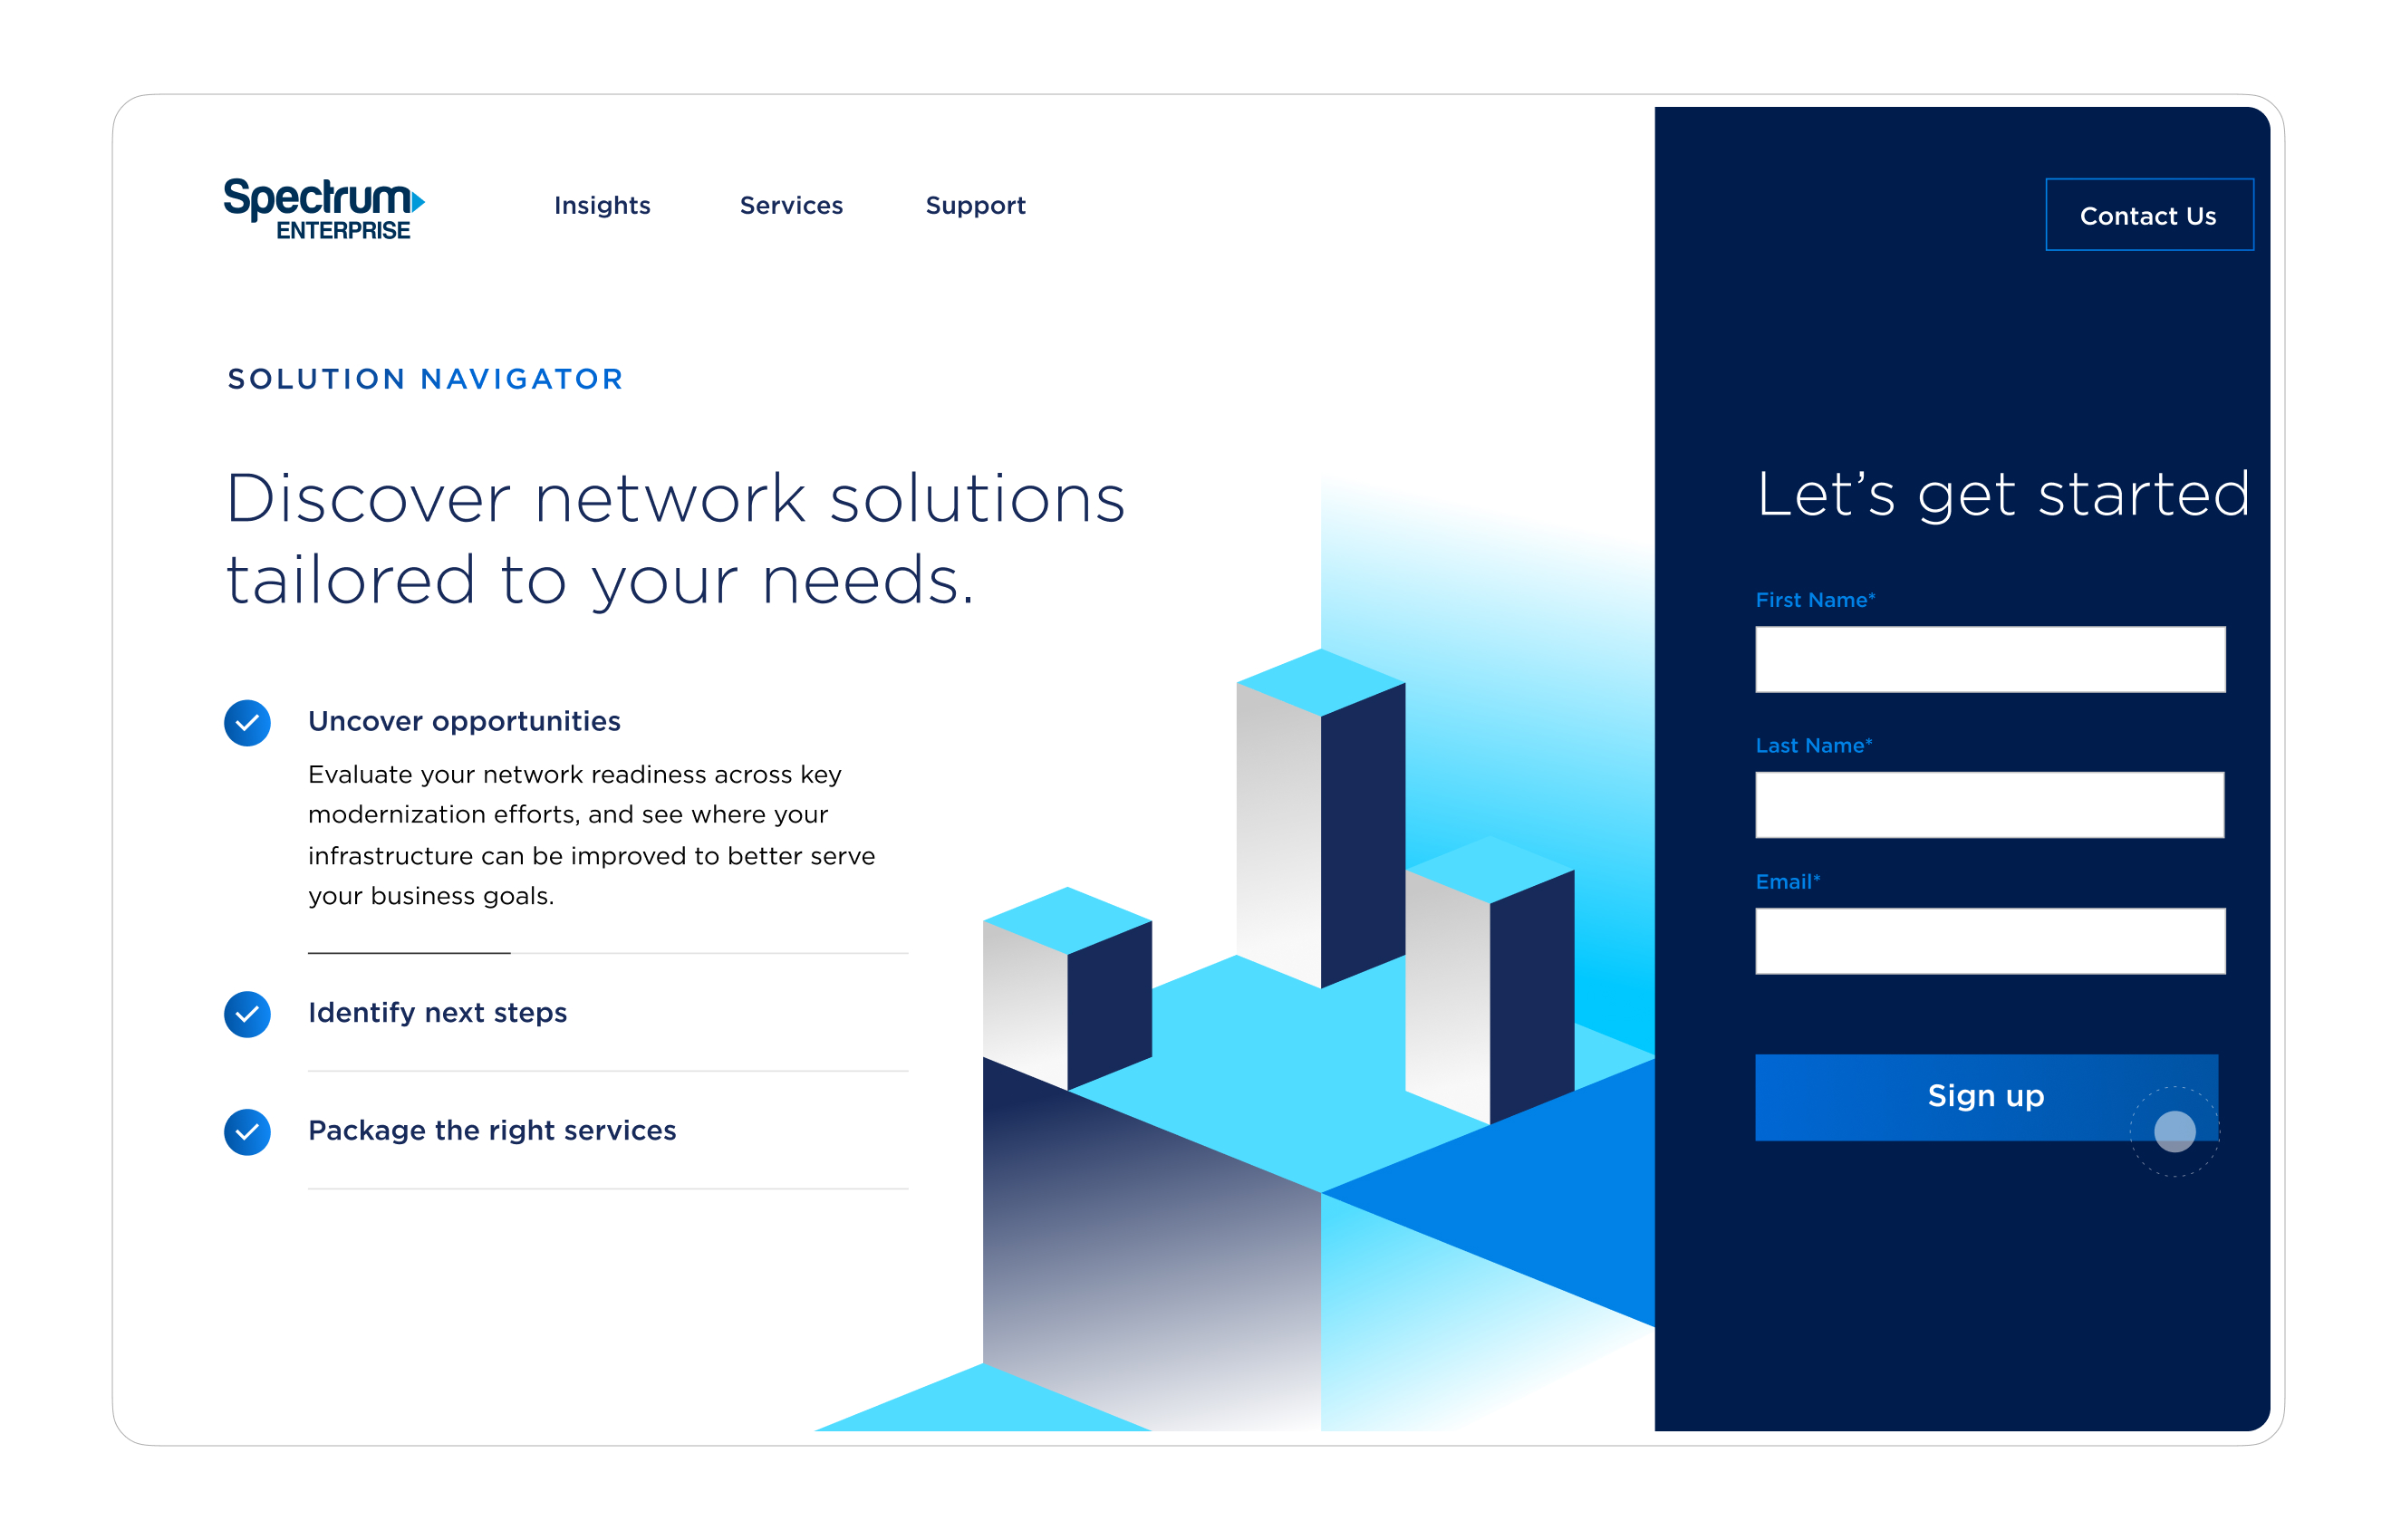 Spectrum
ENTERPRISE
Insights
Services
Support
Contact Us
SOLUTION NAVIGATOR
Discover network solutions
tailored to your needs.
Uncover opportunities
Evaluate your network readiness across key
modernization efforts, and see where your
infrastructure can be improved to better serve
your business goals.
Identify next steps
Package the right services
Let’s get started
First Name*
Last Name*
Email*
Sign up